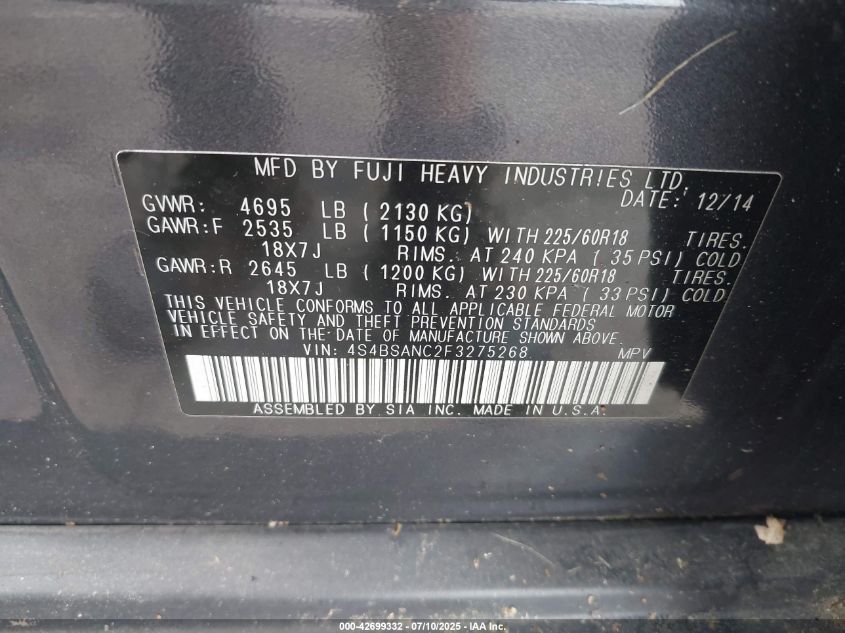 MFD BY FUJI HEAVY INDUSTRIES LTD.
DATE: 12/14
GVWR: 4695 LB ( 2130 KG)
GAWR:F 2535 LB ( 1150 KG) WITH 225/60R18 TIRES.
18X7J RIMS. AT 240 KPA ( 35 PSI) COLD
GAWR:R 2645 LB ( 1200 KG) WITH 225/60R18 TIRES.
18X7J RIMS. AT 230 KPA ( 33 PSI) COLD
THIS VEHICLE CONFORMS TO ALL APPLICABLE FEDERAL MOTOR
VEHICLE SAFETY AND THEFT PREVENTION STANDARDS
IN EFFECT ON THE DATE OF MANUFACTURE SHOWN ABOVE.
VIN: 4S4BSANC2F3275268 MPV
ASSEMBLED BY SIA INC. MADE IN U.S.A.
000-42699332 - 07/10/2025 - IAA Inc.